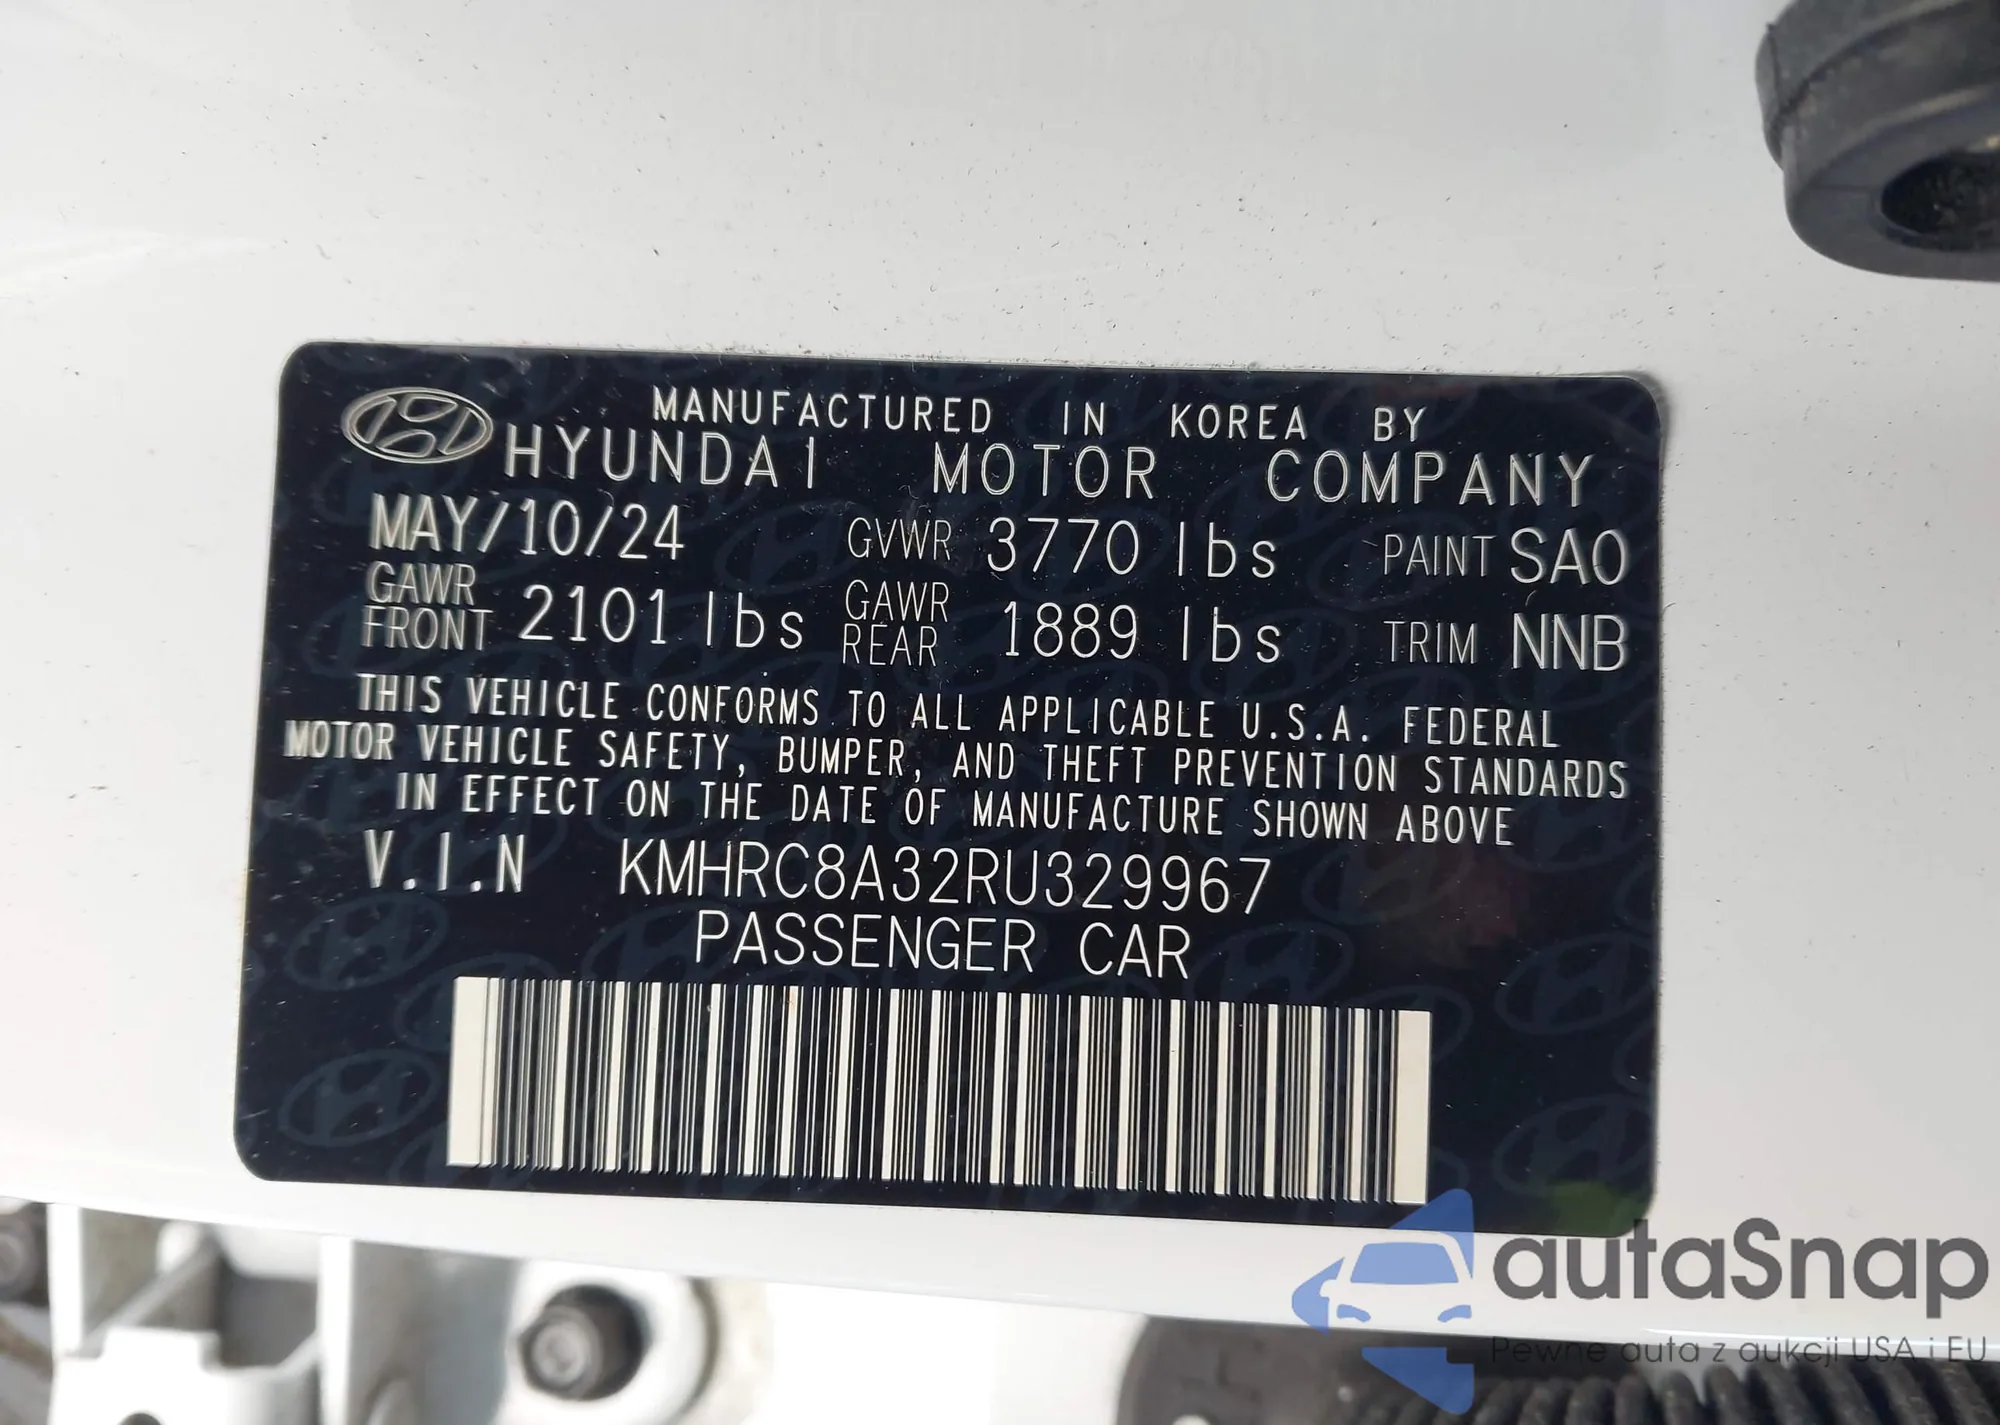 MANUFACTURED IN KOREA BY
HYUNDAI MOTOR COMPANY
MAY/10/24 GVWR 3770 lbs PAINT SA0
GAWR FRONT 2101 lbs GAWR REAR 1889 lbs TRIM NNB
THIS VEHICLE CONFORMS TO ALL APPLICABLE U.S.A. FEDERAL
MOTOR VEHICLE SAFETY, BUMPER, AND THEFT PREVENTION STANDARDS
IN EFFECT ON THE DATE OF MANUFACTURE SHOWN ABOVE
V.I.N KMHRC8A32RU329967
PASSENGER CAR
autaSnap
Pewne auta z aukcji USA i EU